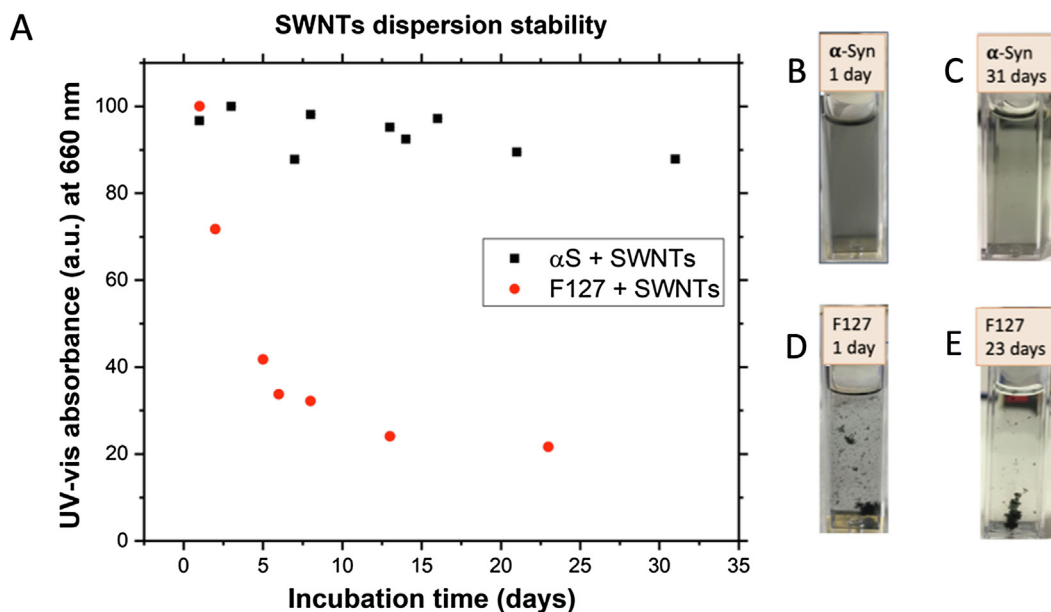 A
SWNTs dispersion stability
UV-vis absorbance (a.u.) at 660 nm
100
80
60
40
20
0
αS + SWNTs
F127 + SWNTs
0 5 10 15 20 25 30 35
Incubation time (days)
B
α-Syn
1 day
C
α-Syn
31 days
D
F127
1 day
E
F127
23 days